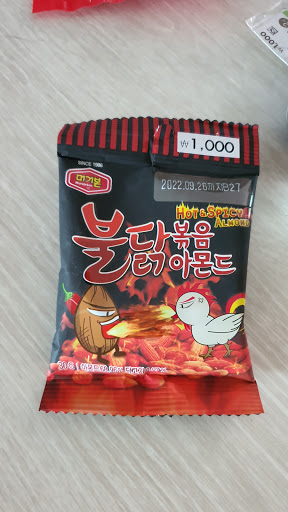 ₩1,000
SINCE 1986
머거본
2022.09.26까지
HOT & SPICY
ALMOND
불닭볶음
아몬드